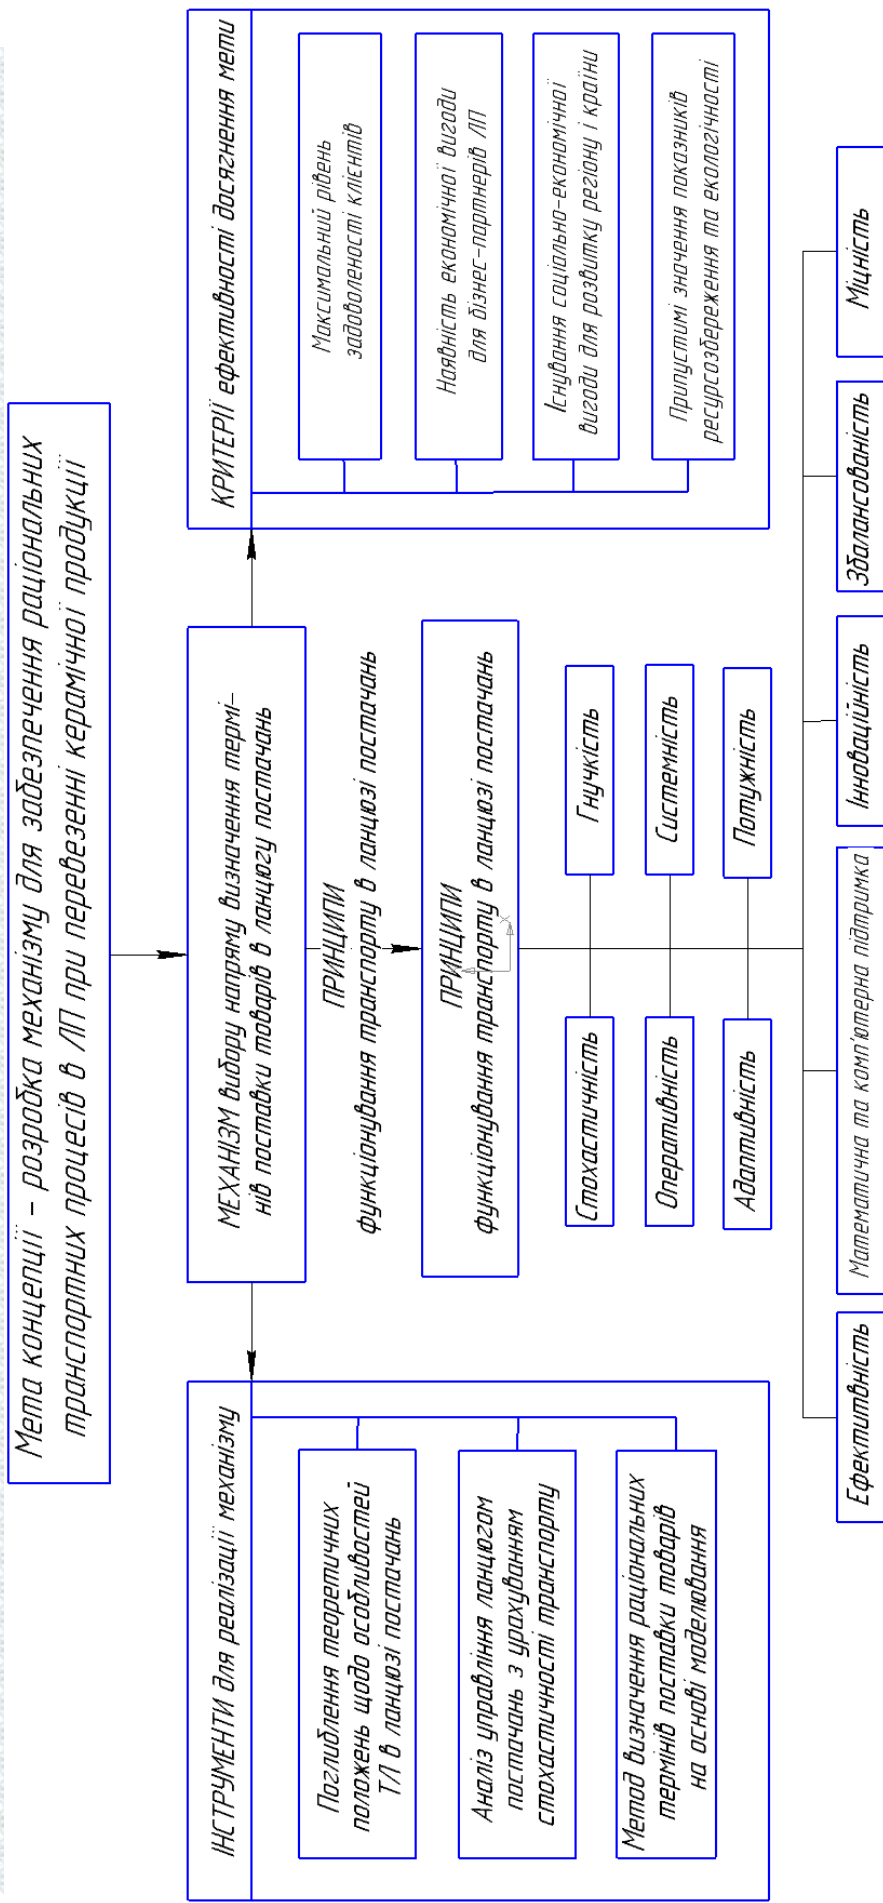 Мета концепції – розробка механізму для забезпечення раціональних
транспортних процесів в ЛП при перевезенні керамічної продукції
ІНСТРУМЕНТИ для реалізації механізму
Поглиблення теоретичних
положень щодо особливостей
ТЛ в ланцюзі постачань
Аналіз управління ланцюгом
постачань з урахуванням
стохастичності транспорту
Метод визначення раціональних
термінів поставки товарів
на основі моделювання
МЕХАНІЗМ вибору напряму визначення термі-
нів поставки товарів в ланцюгу постачань
ПРИНЦИПИ
функціонування транспорту в ланцюзі постачань
ПРИНЦИПИ
функціонування транспорту в ланцюзі постачань
x
Стохастичність
Гнучкість
Оперативність
Системність
Адаптивність
Потужність
КРИТЕРІЇ ефективності досягнення мети
Максимальний рівень
задоволеності клієнтів
Наявність економічної вигоди
для бізнес-партнерів ЛП
Існування соціально-економічної
вигоди для розвитку регіону і країни
Припустимі значення показників
ресурсозбереження та екологічності
Ефектитвність
Математична та комп'ютерна підтримка
Інноваційність
Збалансованість
Міцність